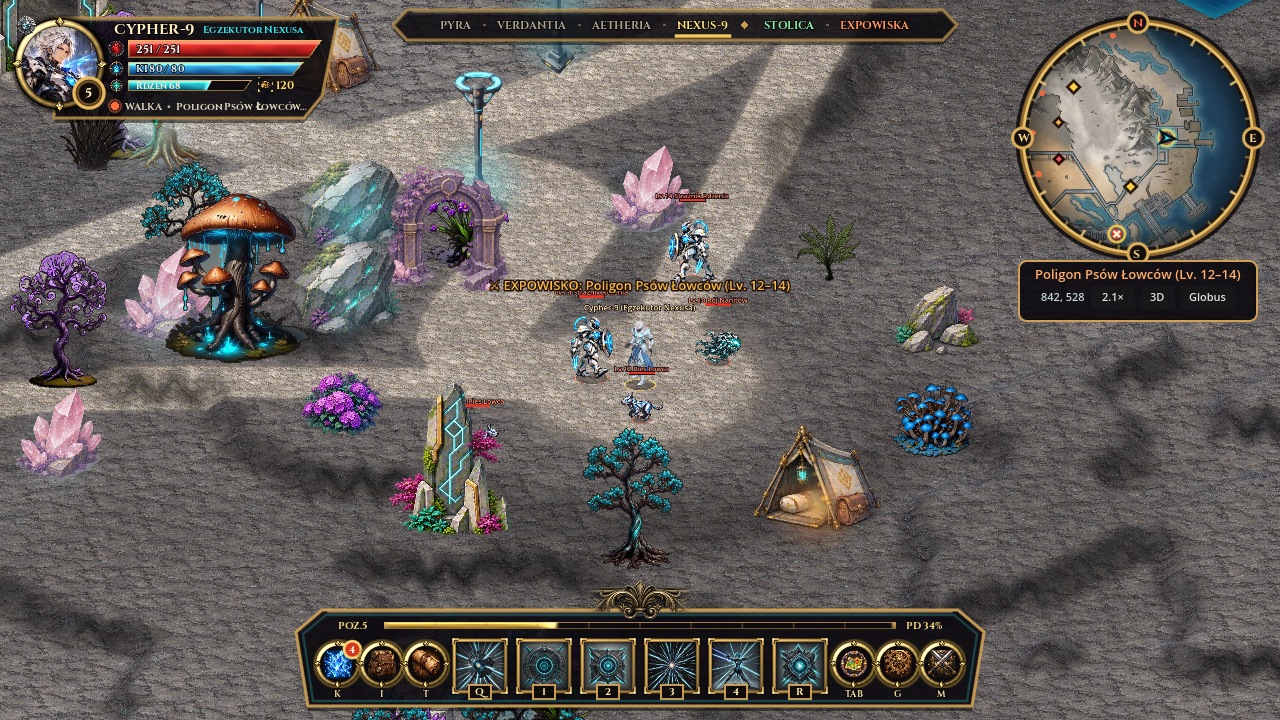 CYPHER-9 EGZEKUTOR NEXUSA
251 / 251
KI 80 / 80
RDZEŃ 68
120
5
WALKA • POLIGON PSÓW ŁOWCÓW...
PYRA - VERDANTIA - AETHERIA - NEXUS-9 ◆ STOLICA - EXPOWISKA
N
W
E
S
Poligon Psów Łowców (Lv. 12–14)
842, 528 2.1× 3D Globus
⚔ EXPOWISKO: Poligon Psów Łowców (Lv. 12–14)
Cypher-9 (Egzekutor Nexusa)
POZ.5
PD 34%
4
K I T Q 1 2 3 4 R TAB G M